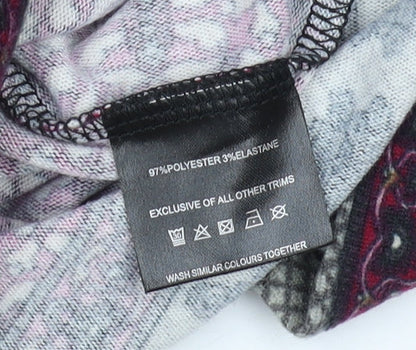 97%POLYESTER 3%ELASTANE
EXCLUSIVE OF ALL OTHER TRIMS
WASH SIMILAR COLOURS TOGETHER